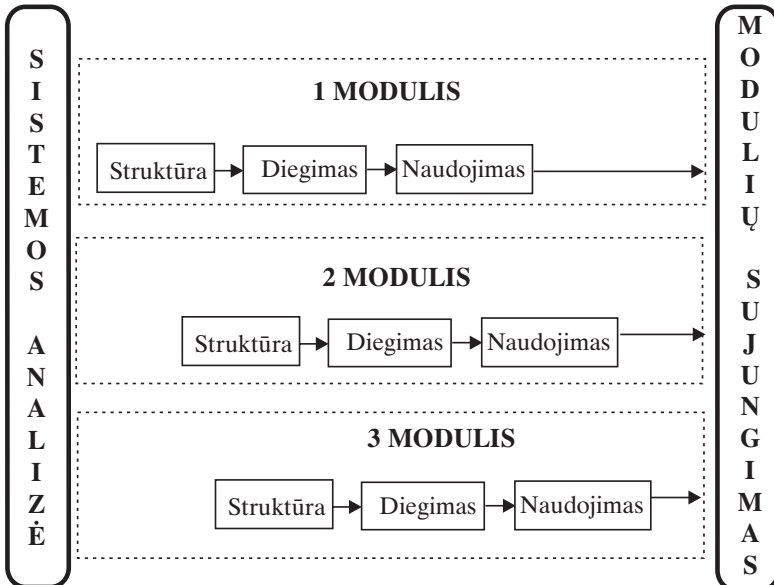 SISTEMOS ANALIZĖ
1 MODULIS
Struktūra
Diegimas
Naudojimas
2 MODULIS
Struktūra
Diegimas
Naudojimas
3 MODULIS
Struktūra
Diegimas
Naudojimas
MODULIŲ SUJUNGIMAS